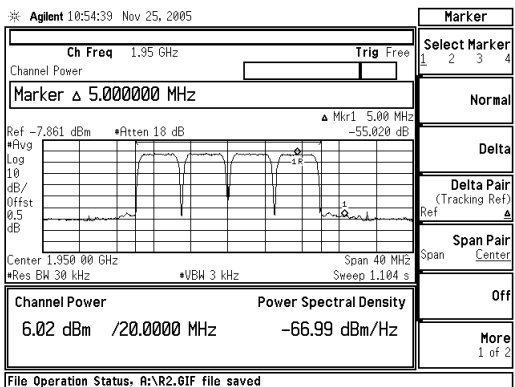 Agilent 10:54:39 Nov 25, 2005
Marker
Ch Freq 1.95 GHz Trig Free
Channel Power
Select Marker
1 2 3 4
Marker Δ 5.000000 MHz
Normal
Δ Mkr1 5.00 MHz
Ref -7.861 dBm #Atten 18 dB -55.020 dB
#Avg
Log
10
dB/
Offst
0.5
dB
1R
1
Delta
Delta Pair
(Tracking Ref)
Ref Δ
Span Pair
Span Center
Center 1.950 00 GHz Span 40 MHz
#Res BW 30 kHz #VBW 3 kHz Sweep 1.104 s
Channel Power Power Spectral Density
6.02 dBm /20.0000 MHz -66.99 dBm/Hz
Off
More
1 of 2
File Operation Status, A:\R2.GIF file saved